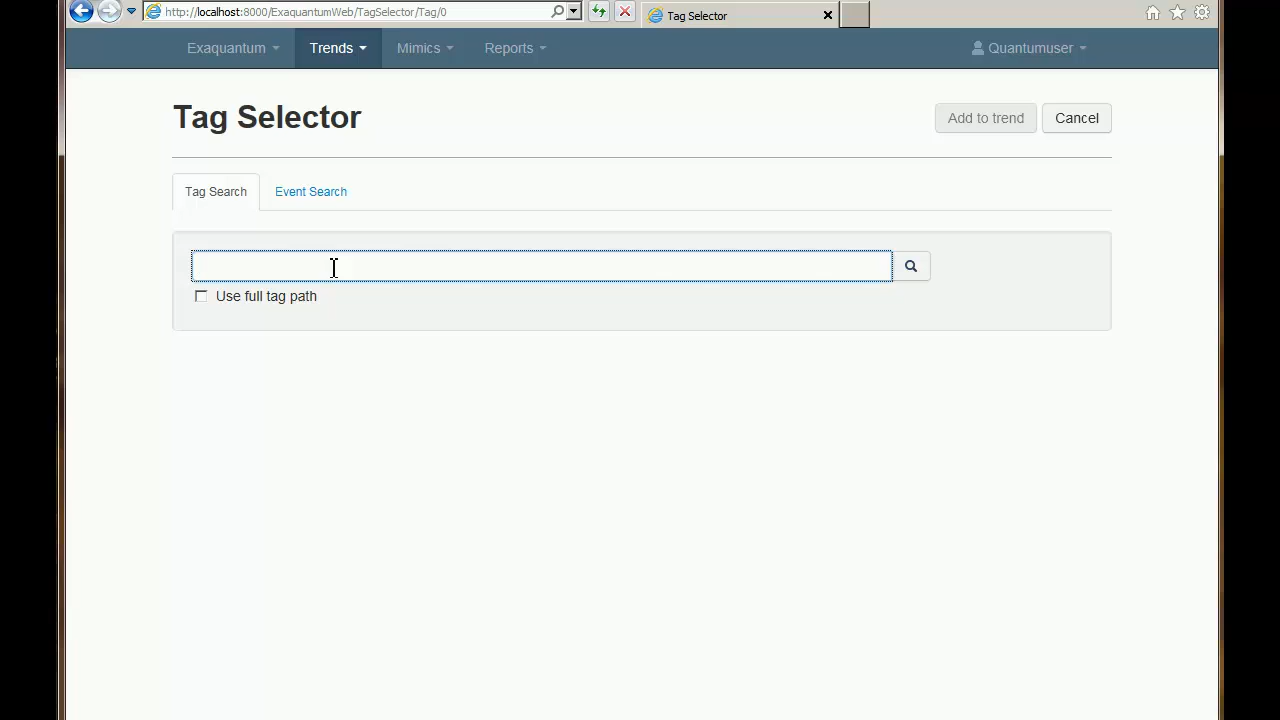 http://localhost:8000/ExaquantumWeb/TagSelector/Tag/0
Tag Selector
Exaquantum Trends Mimics Reports Quantumuser
Tag Selector
Add to trend Cancel
Tag Search Event Search
Use full tag path